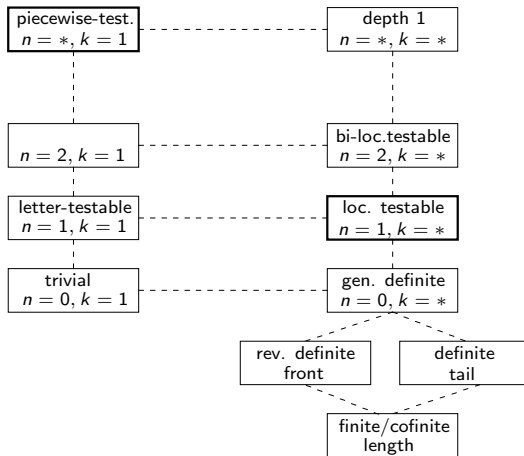 piecewise-test.
n = *, k = 1
depth 1
n = *, k = *
n = 2, k = 1
bi-loc.testable
n = 2, k = *
letter-testable
n = 1, k = 1
loc. testable
n = 1, k = *
trivial
n = 0, k = 1
gen. definite
n = 0, k = *
rev. definite
front
definite
tail
finite/cofinite
length